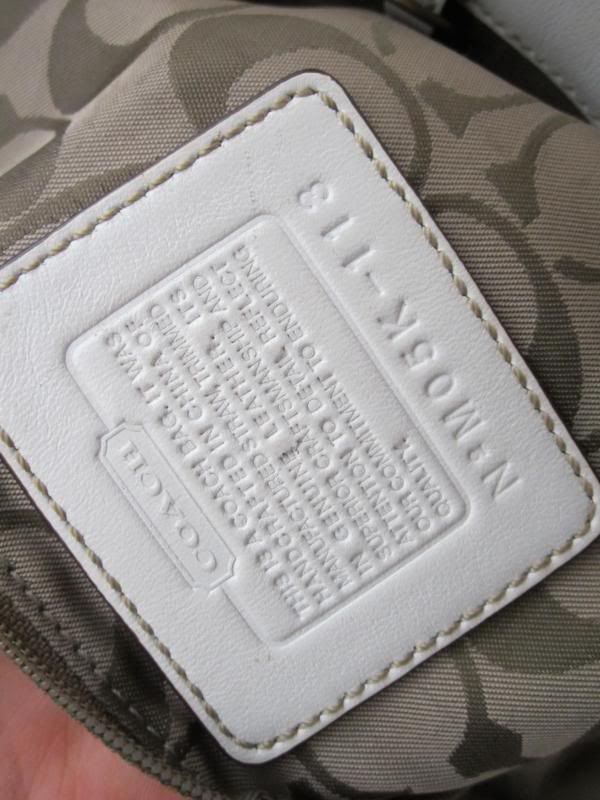 COACH
THIS IS A COACH BAG. IT WAS
HANDCRAFTED IN CHINA OF
MANUFACTURED STRAW TRIMMED
IN GENUINE LEATHER. ITS
SUPERIOR CRAFTSMANSHIP AND
ATTENTION TO DETAIL REFLECT
OUR COMMITMENT TO ENDURING
QUALITY.
Nº M05K-113